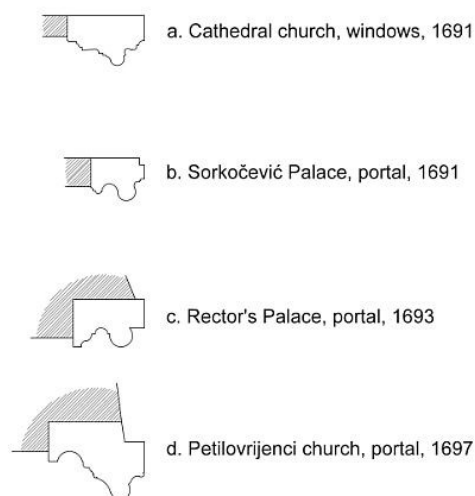 a. Cathedral church, windows, 1691
b. Sorkočević Palace, portal, 1691
c. Rector's Palace, portal, 1693
d. Petilovrijenci church, portal, 1697